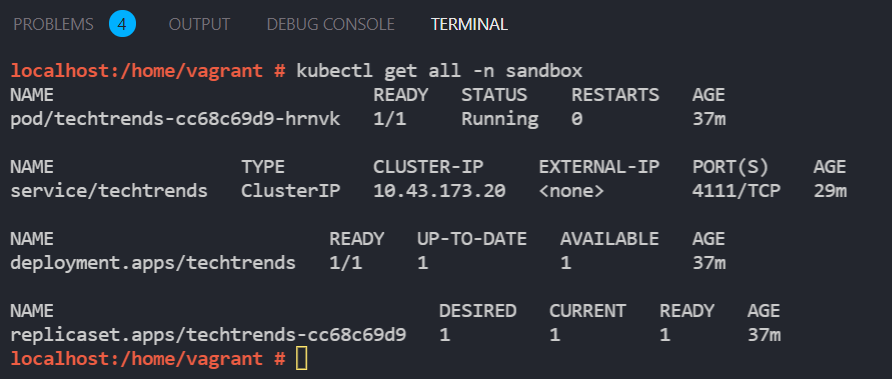 PROBLEMS 4 OUTPUT DEBUG CONSOLE TERMINAL
localhost:/home/vagrant # kubectl get all -n sandbox
NAME READY STATUS RESTARTS AGE
pod/techtrends-cc68c69d9-hrnvk 1/1 Running 0 37m
NAME TYPE CLUSTER-IP EXTERNAL-IP PORT(S) AGE
service/techtrends ClusterIP 10.43.173.20 <none> 4111/TCP 29m
NAME READY UP-TO-DATE AVAILABLE AGE
deployment.apps/techtrends 1/1 1 1 37m
NAME DESIRED CURRENT READY AGE
replicaset.apps/techtrends-cc68c69d9 1 1 1 37m
localhost:/home/vagrant #